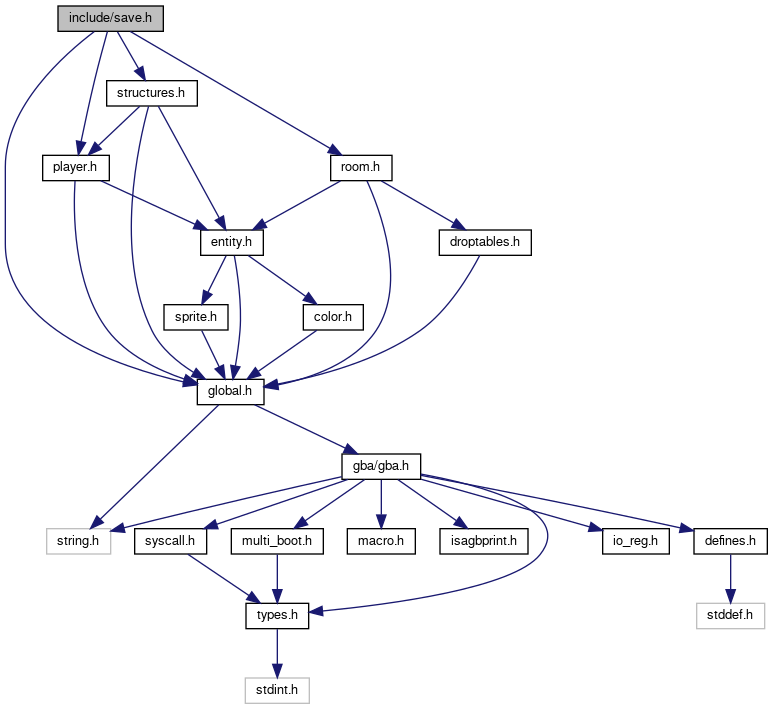 include/save.h
structures.h
player.h
room.h
entity.h
droptables.h
sprite.h
color.h
global.h
gba/gba.h
string.h
syscall.h
multi_boot.h
macro.h
isagbprint.h
io_reg.h
defines.h
types.h
stddef.h
stdint.h